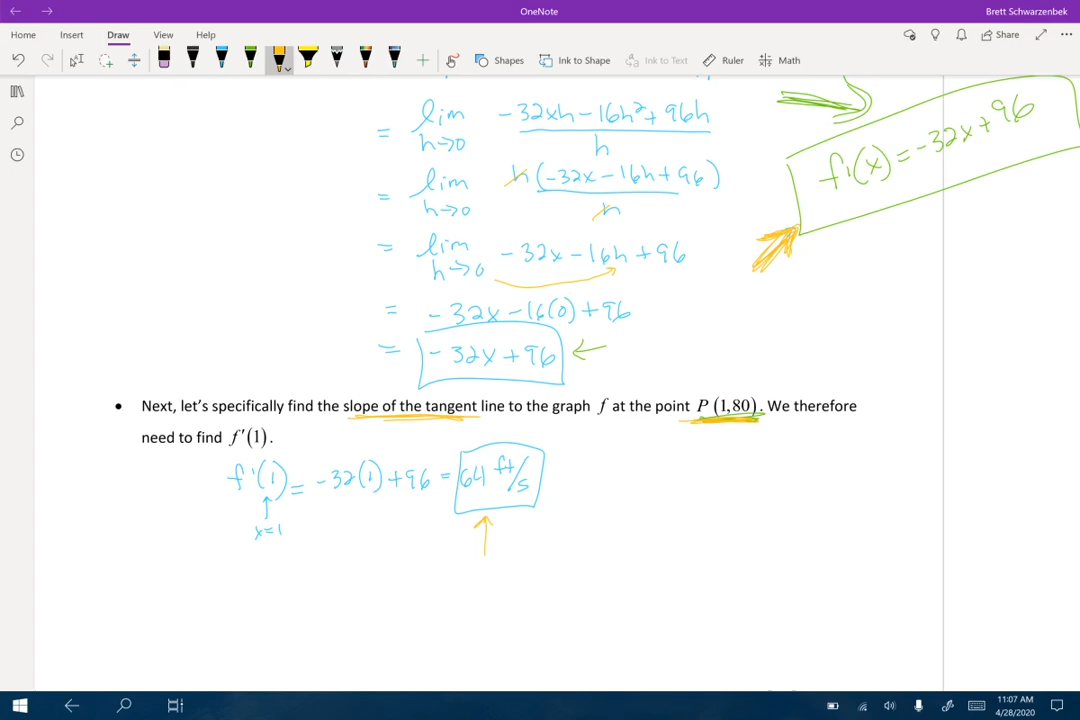 OneNote
Brett Schwarzenbek
Home Insert Draw View Help
Share
Shapes Ink to Shape Ink to Text Ruler Math
= lim h→0 -32xh-16h²+96h / h
= lim h→0 h(-32x-16h+96) / h
= lim h→0 -32x-16h+96
= -32x-16(0)+96
= -32x+96
f'(x)=-32x+96
• Next, let's specifically find the slope of the tangent line to the graph f at the point P (1,80). We therefore
need to find f'(1).
f'(1) = -32(1)+96 = 64 ft/s
x=1
11:07 AM
4/28/2020